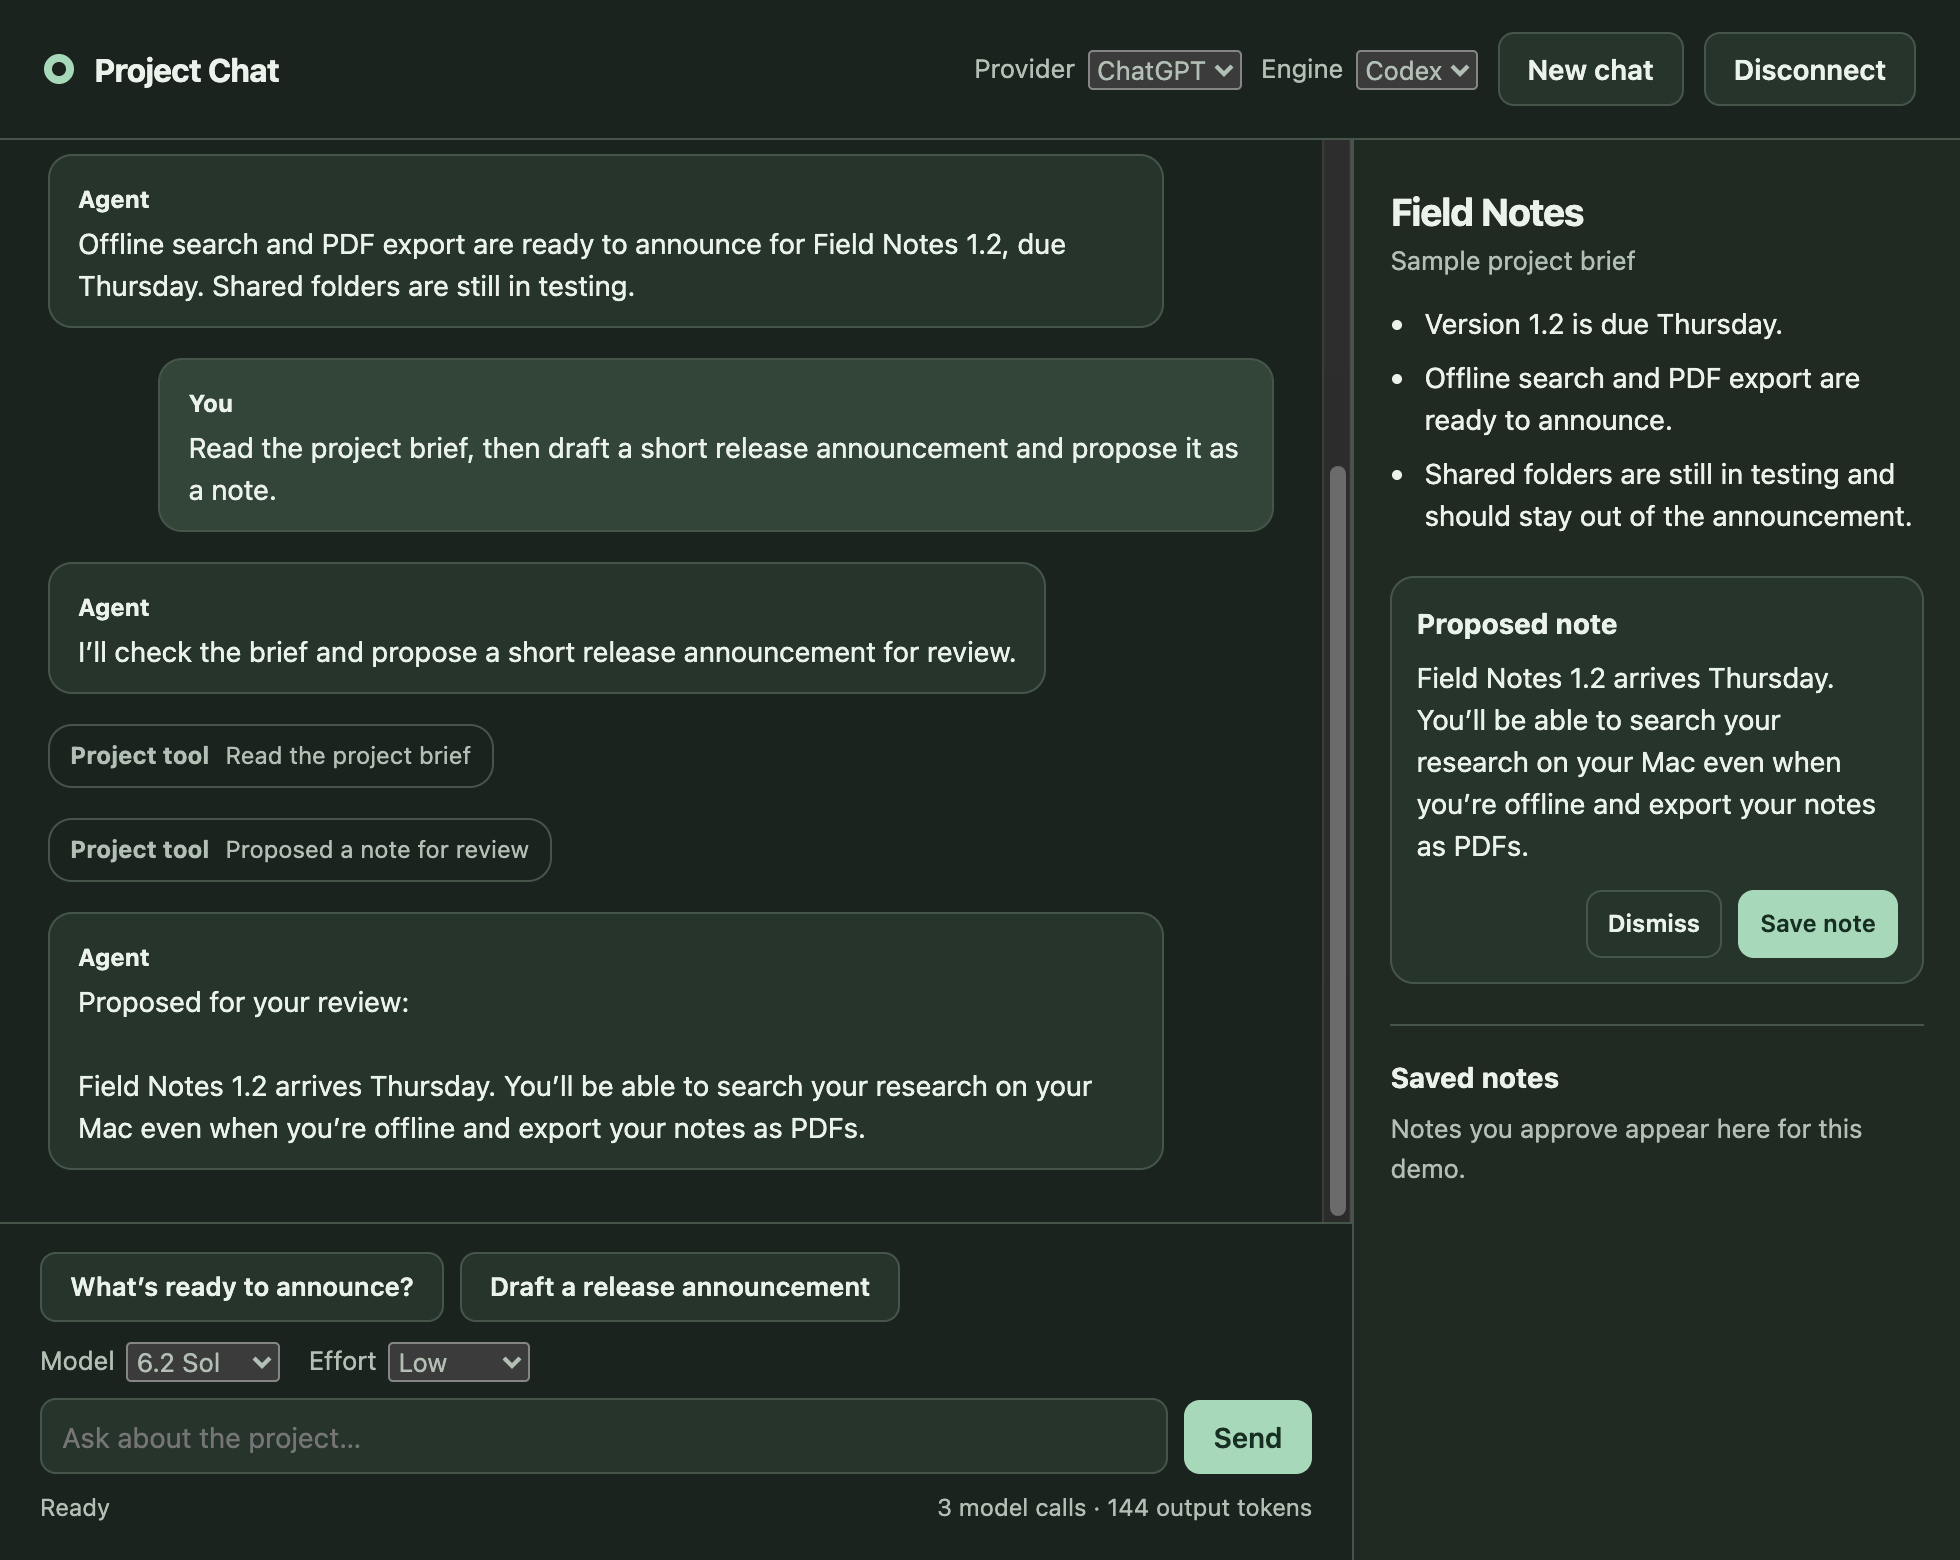 Project Chat
Provider ChatGPT Engine Codex New chat Disconnect
Agent
Offline search and PDF export are ready to announce for Field Notes 1.2, due
Thursday. Shared folders are still in testing.
You
Read the project brief, then draft a short release announcement and propose it as
a note.
Agent
I’ll check the brief and propose a short release announcement for review.
Project tool Read the project brief
Project tool Proposed a note for review
Agent
Proposed for your review:
Field Notes 1.2 arrives Thursday. You’ll be able to search your research on your
Mac even when you’re offline and export your notes as PDFs.
What’s ready to announce? Draft a release announcement
Model 6.2 Sol Effort Low
Ask about the project...
Send
Ready
3 model calls · 144 output tokens
Field Notes
Sample project brief
• Version 1.2 is due Thursday.
• Offline search and PDF export are
ready to announce.
• Shared folders are still in testing and
should stay out of the announcement.
Proposed note
Field Notes 1.2 arrives Thursday.
You’ll be able to search your
research on your Mac even when
you’re offline and export your notes
as PDFs.
Dismiss Save note
Saved notes
Notes you approve appear here for this
demo.